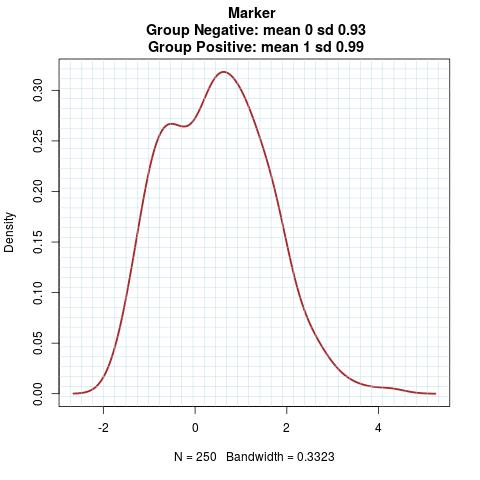 Marker
Group Negative: mean 0 sd 0.93
Group Positive: mean 1 sd 0.99
Density
0.30
0.25
0.20
0.15
0.10
0.05
0.00
-2 0 2 4
N = 250 Bandwidth = 0.3323